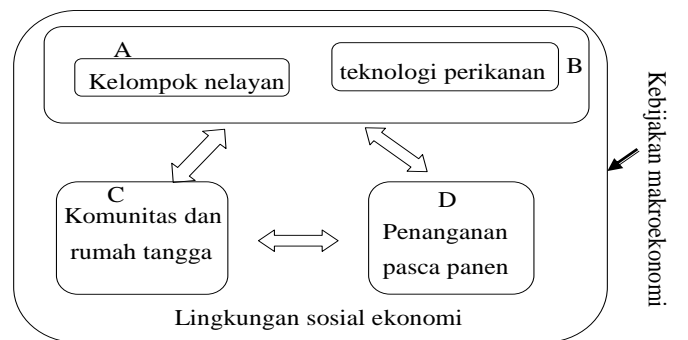 A
Kelompok nelayan
teknologi perikanan
B
C
Komunitas dan
rumah tangga
D
Penanganan
pasca panen
Lingkungan sosial ekonomi
Kebijakan makroekonomi